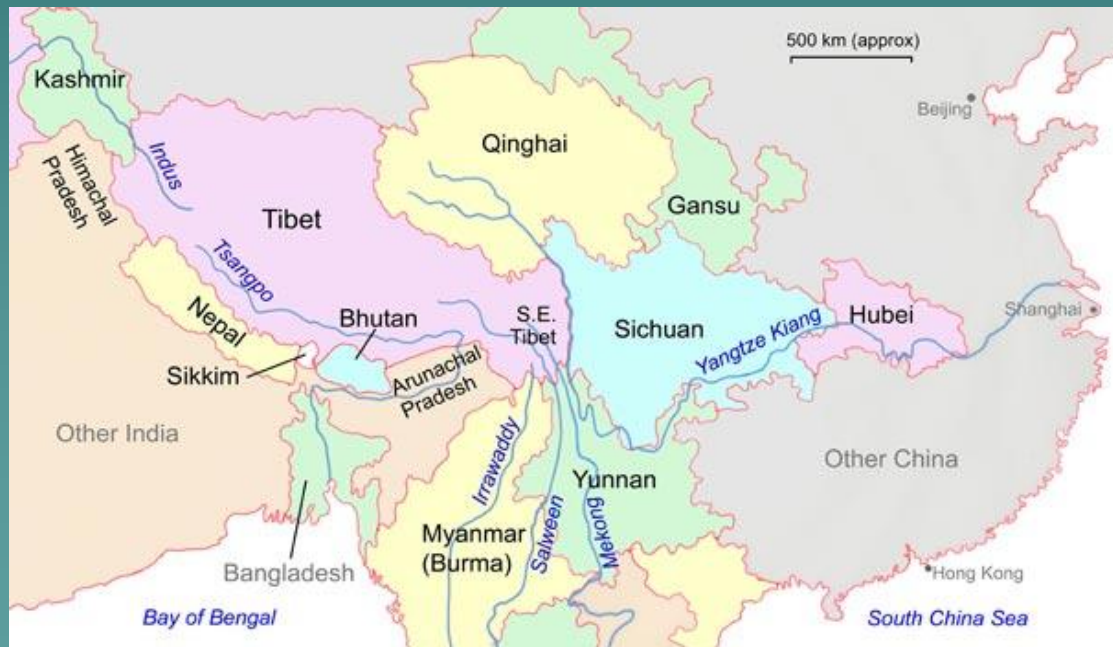 500 km (approx)
Kashmir
Beijing
Qinghai
Himachal
Pradesh
Indus
Gansu
Tibet
Tsangpo
Nepal
Bhutan
S.E.
Tibet
Sichuan
Yangtze Kiang
Hubei
Shanghai
Sikkim
Arunachal
Pradesh
Other India
Other China
Irrawaddy
Yunnan
Salween
Mekong
Myanmar
(Burma)
Bangladesh
Hong Kong
Bay of Bengal
South China Sea